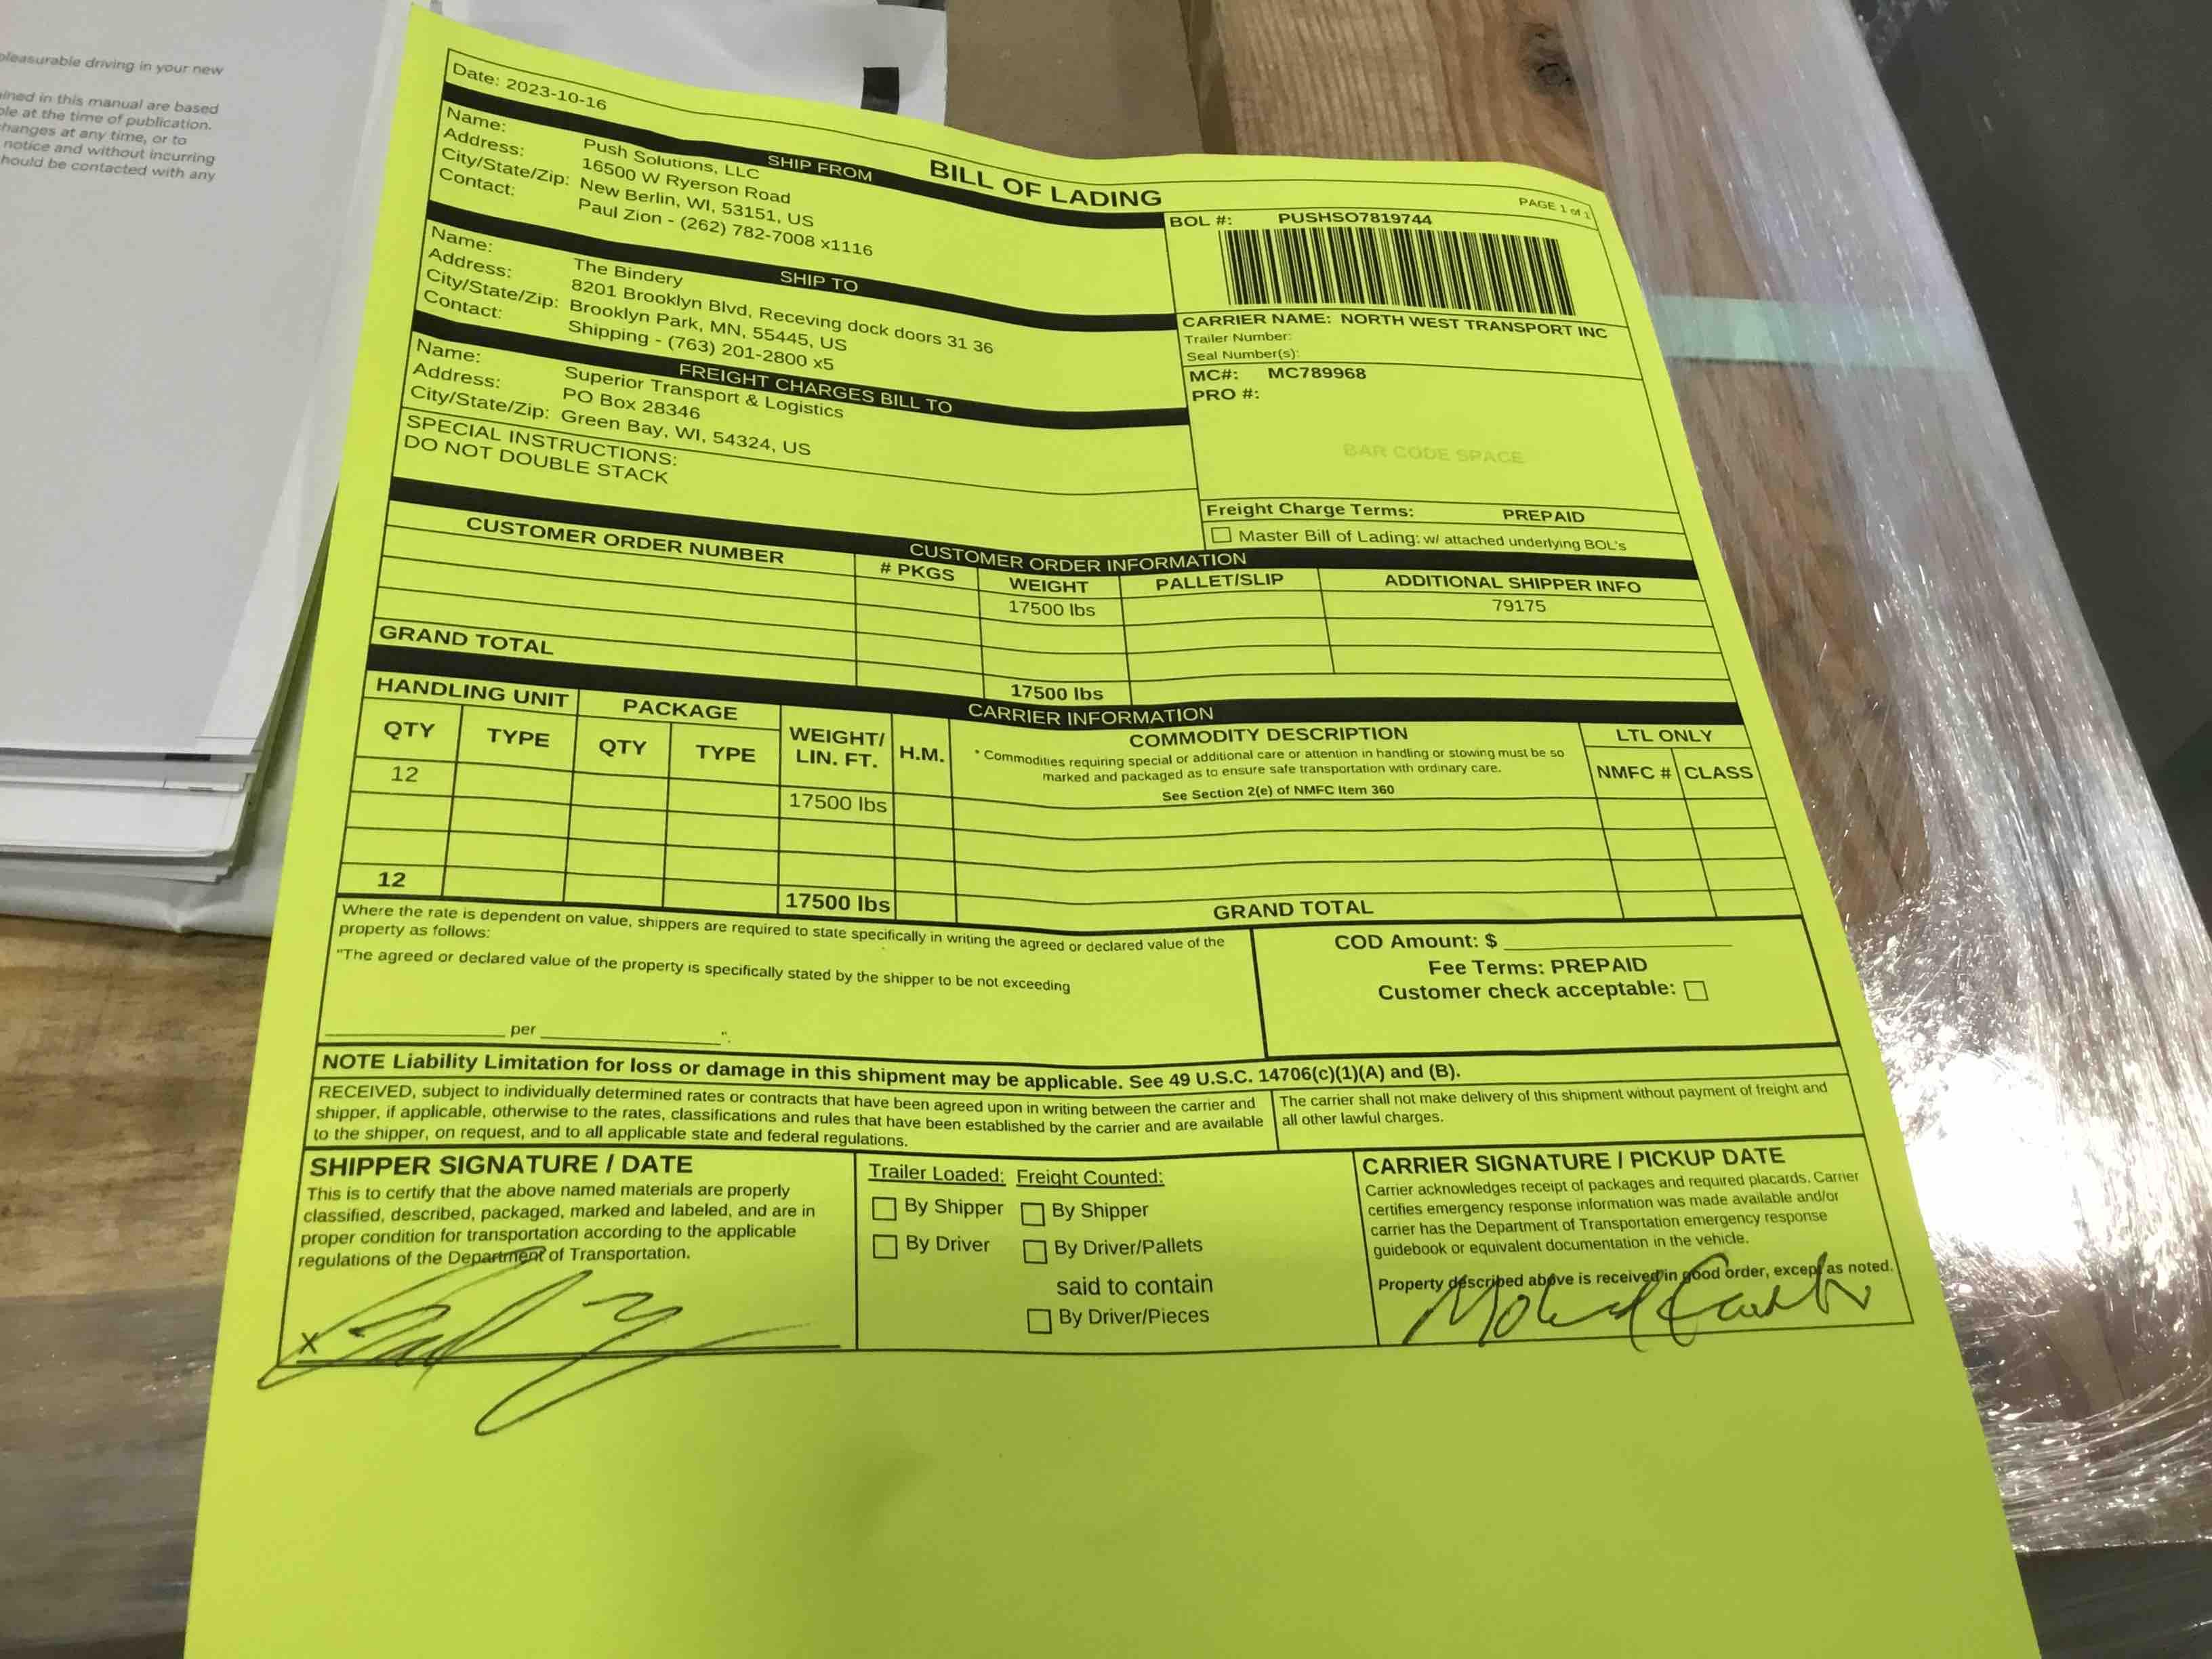 pleasurable driving in your new
ined in this manual are based
ble at the time of publication.
hanges at any time, or to
notice and without incurring
hould be contacted with any
Date: 2023-10-16
BILL OF LADING
PAGE 1 of 1
SHIP FROM
Name: Push Solutions, LLC
Address: 16500 W Ryerson Road
City/State/Zip: New Berlin, WI, 53151, US
Contact: Paul Zion - (262) 782-7008 x1116
SHIP TO
Name: The Bindery
Address: 8201 Brooklyn Blvd, Receving dock doors 31 36
City/State/Zip: Brooklyn Park, MN, 55445, US
Contact: Shipping - (763) 201-2800 x5
FREIGHT CHARGES BILL TO
Name: Superior Transport & Logistics
Address: PO Box 28346
City/State/Zip: Green Bay, WI, 54324, US
SPECIAL INSTRUCTIONS:
DO NOT DOUBLE STACK
BOL #: PUSHSO7819744
CARRIER NAME: NORTH WEST TRANSPORT INC
Trailer Number:
Seal Number(s):
MC#: MC789968
PRO #:
BAR CODE SPACE
Freight Charge Terms: PREPAID
Master Bill of Lading: w/ attached underlying BOL's
CUSTOMER ORDER INFORMATION
CUSTOMER ORDER NUMBER # PKGS WEIGHT PALLET/SLIP ADDITIONAL SHIPPER INFO
17500 lbs 79175
GRAND TOTAL 17500 lbs
CARRIER INFORMATION
HANDLING UNIT PACKAGE WEIGHT/ LIN. FT. H.M. COMMODITY DESCRIPTION LTL ONLY
QTY TYPE QTY TYPE NMFC # CLASS
* Commodities requiring special or additional care or attention in handling or stowing must be so
marked and packaged as to ensure safe transportation with ordinary care.
See Section 2(e) of NMFC Item 360
12 17500 lbs
12 17500 lbs GRAND TOTAL
Where the rate is dependent on value, shippers are required to state specifically in writing the agreed or declared value of the
property as follows:
"The agreed or declared value of the property is specifically stated by the shipper to be not exceeding
per ".
COD Amount: $
Fee Terms: PREPAID
Customer check acceptable:
NOTE Liability Limitation for loss or damage in this shipment may be applicable. See 49 U.S.C. 14706(c)(1)(A) and (B).
RECEIVED, subject to individually determined rates or contracts that have been agreed upon in writing between the carrier and
shipper, if applicable, otherwise to the rates, classifications and rules that have been established by the carrier and are available
to the shipper, on request, and to all applicable state and federal regulations.
The carrier shall not make delivery of this shipment without payment of freight and
all other lawful charges.
SHIPPER SIGNATURE / DATE
This is to certify that the above named materials are properly
classified, described, packaged, marked and labeled, and are in
proper condition for transportation according to the applicable
regulations of the Department of Transportation.
X
Trailer Loaded: Freight Counted:
By Shipper By Shipper
By Driver By Driver/Pallets
said to contain
By Driver/Pieces
CARRIER SIGNATURE / PICKUP DATE
Carrier acknowledges receipt of packages and required placards. Carrier
certifies emergency response information was made available and/or
carrier has the Department of Transportation emergency response
guidebook or equivalent documentation in the vehicle.
Property described above is received in good order, except as noted.